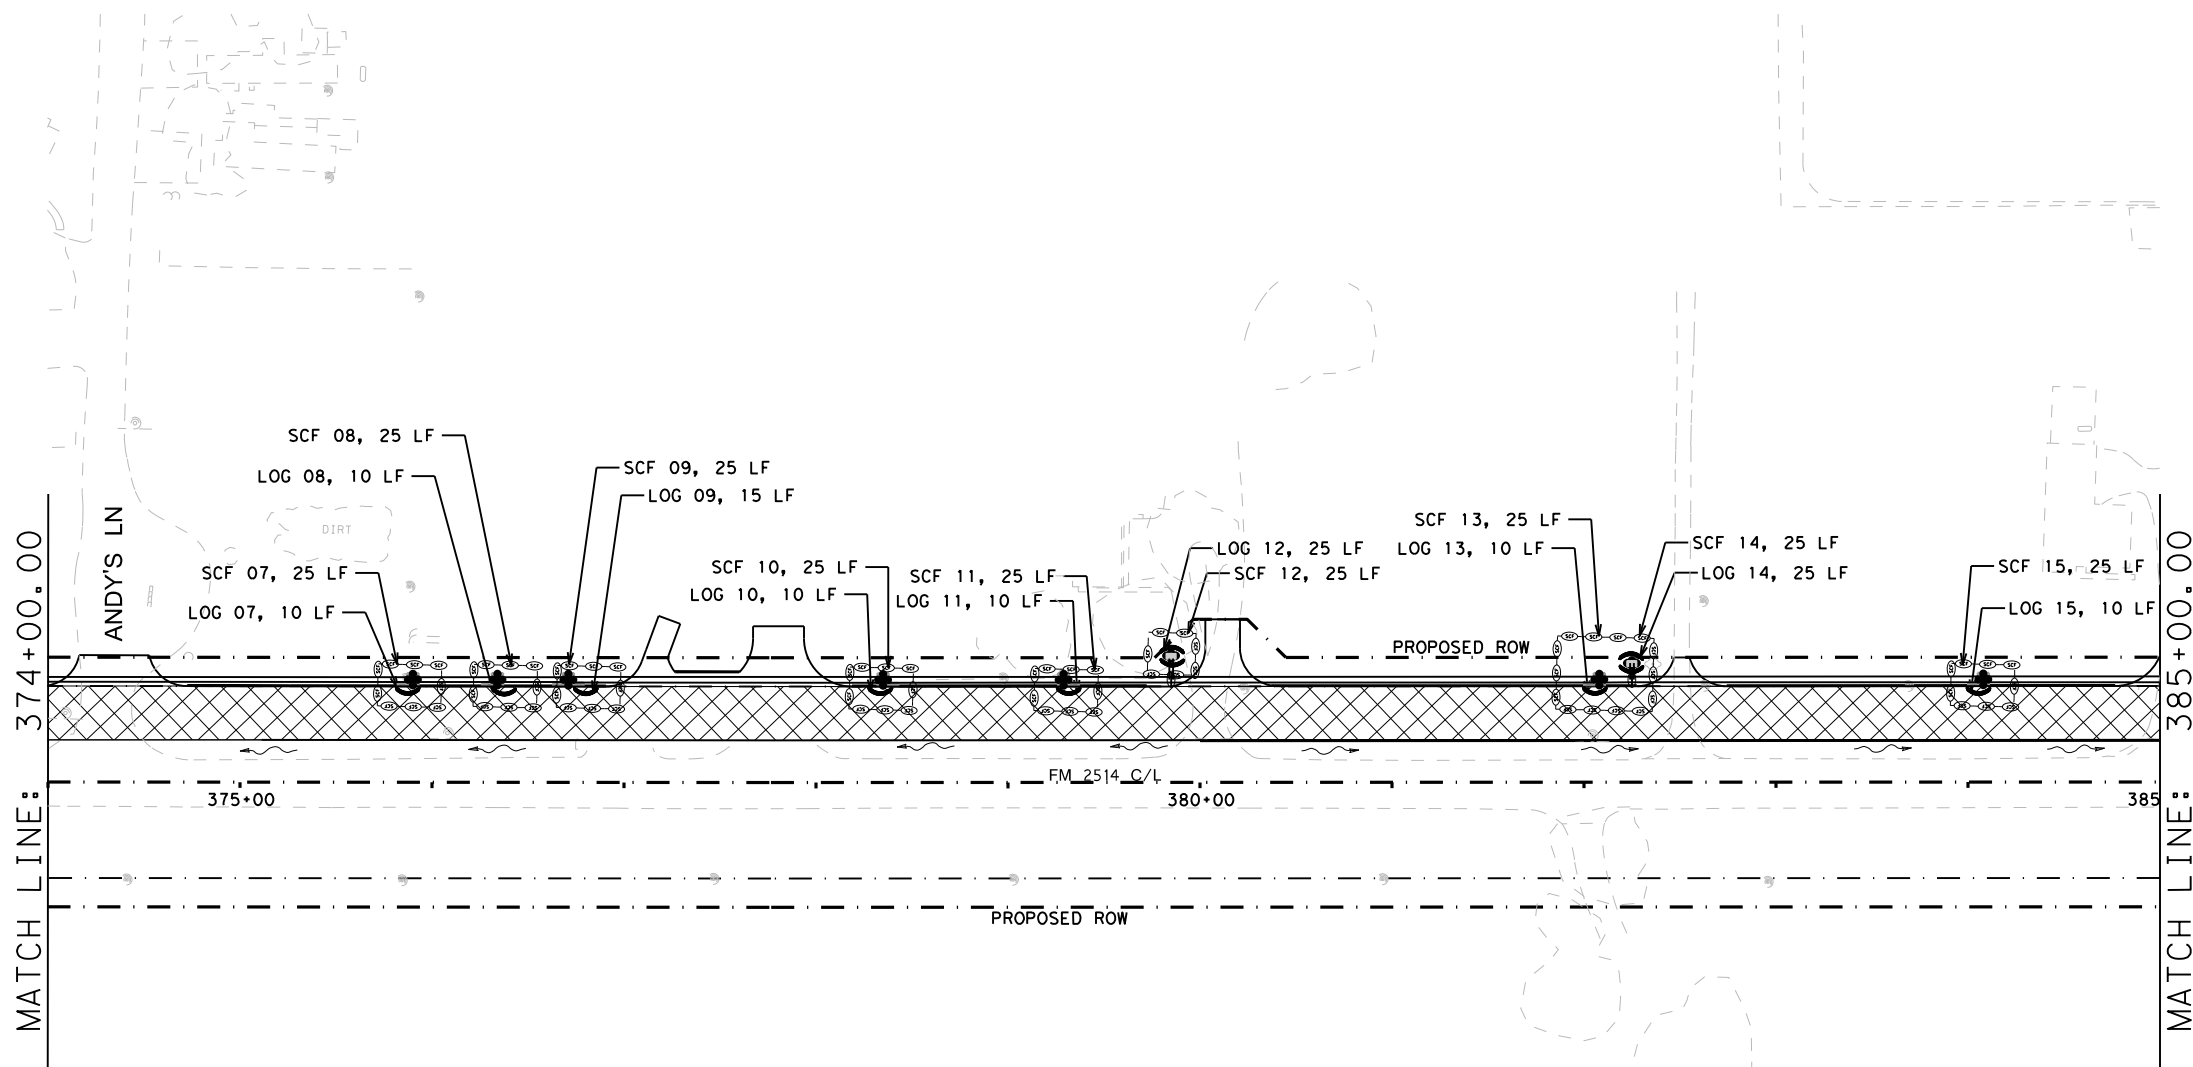 SCF 08, 25 LF
LOG 08, 10 LF
SCF 09, 25 LF
LOG 09, 15 LF
ANDY'S LN
DIRT
SCF 07, 25 LF
LOG 07, 10 LF
SCF 10, 25 LF
LOG 10, 10 LF
SCF 11, 25 LF
LOG 11, 10 LF
LOG 12, 25 LF
SCF 12, 25 LF
SCF 13, 25 LF
LOG 13, 10 LF
SCF 14, 25 LF
LOG 14, 25 LF
SCF 15, 25 LF
LOG 15, 10 LF
PROPOSED ROW
FM 2514 C/L
375+00
380+00
385
PROPOSED ROW
MATCH LINE: 374+00.00
MATCH LINE: 385+00.00